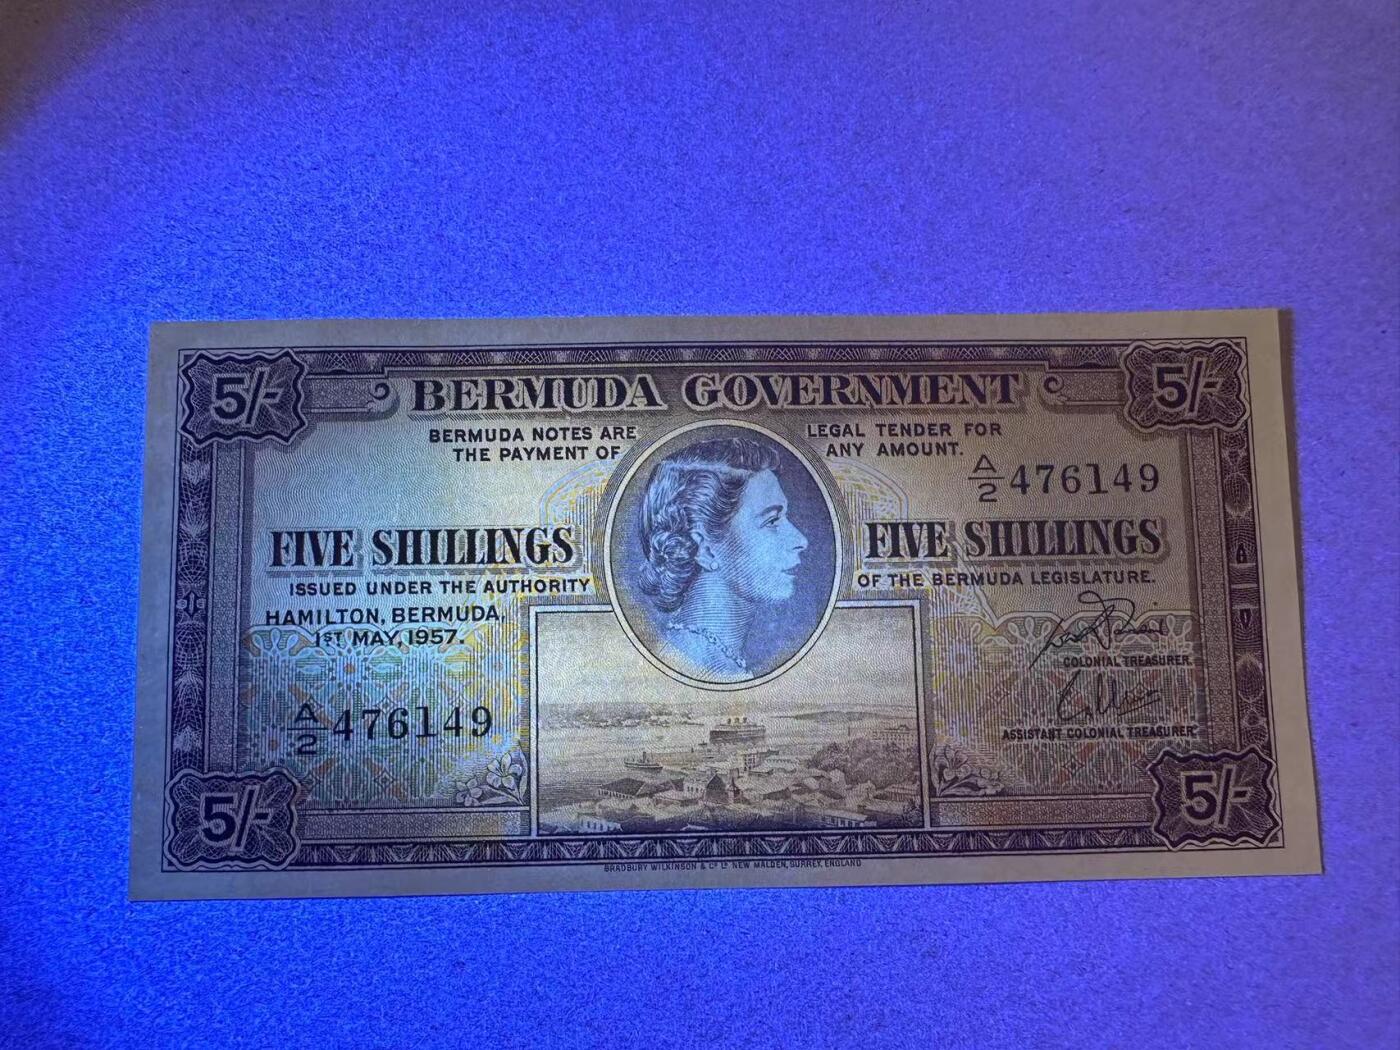 5/-
BERMUDA GOVERNMENT
5/-
BERMUDA NOTES ARE
THE PAYMENT OF
LEGAL TENDER FOR
ANY AMOUNT.
A/2 476149
FIVE SHILLINGS
FIVE SHILLINGS
ISSUED UNDER THE AUTHORITY
OF THE BERMUDA LEGISLATURE.
HAMILTON, BERMUDA,
1ST MAY, 1957.
COLONIAL TREASURER.
A/2 476149
ASSISTANT COLONIAL TREASURER.
5/-
5/-
BRADBURY WILKINSON & Co Ld NEW MALDEN, SURREY, ENGLAND